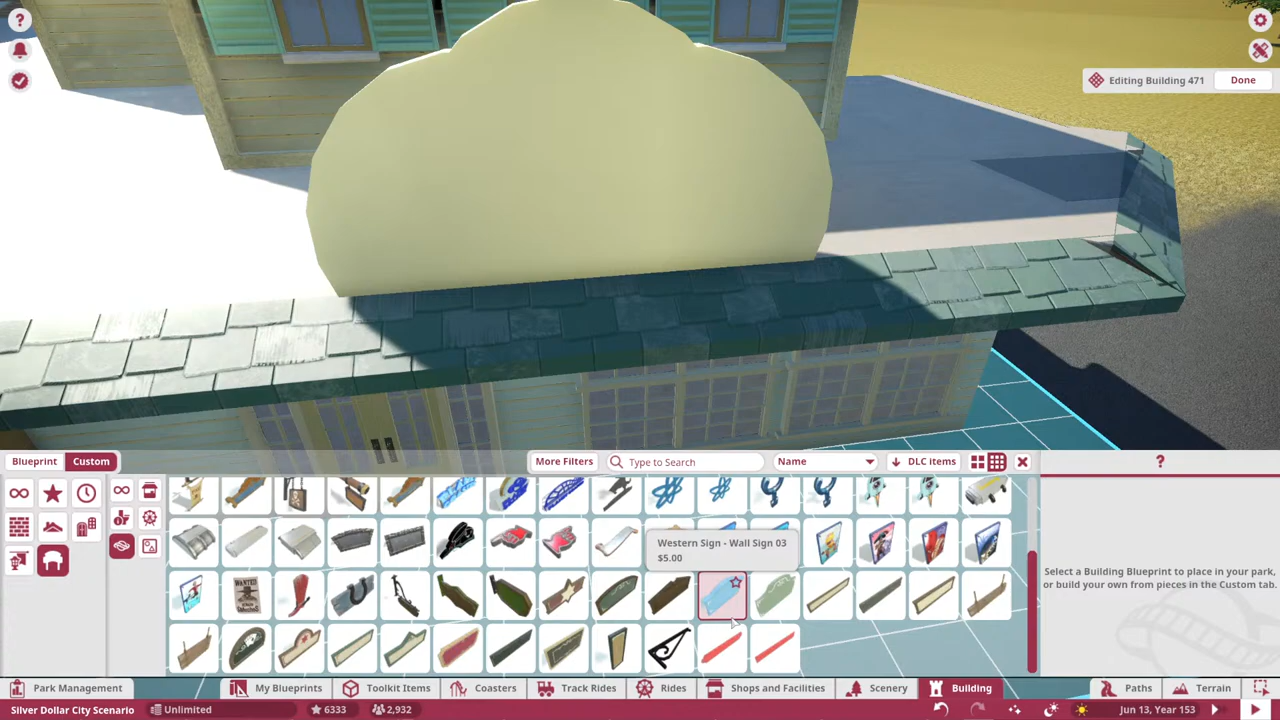 ?
Editing Building 471
Done
Blueprint
Custom
More Filters
Type to Search
Name
DLC items
?
Western Sign - Wall Sign 03
$5.00
WANTED
Select a Building Blueprint to place in your park,
or build your own from pieces in the Custom tab.
Park Management
My Blueprints
Toolkit Items
Coasters
Track Rides
Rides
Shops and Facilities
Scenery
Building
Paths
Terrain
Silver Dollar City Scenario
Unlimited
6333
2,932
Jun 13, Year 153